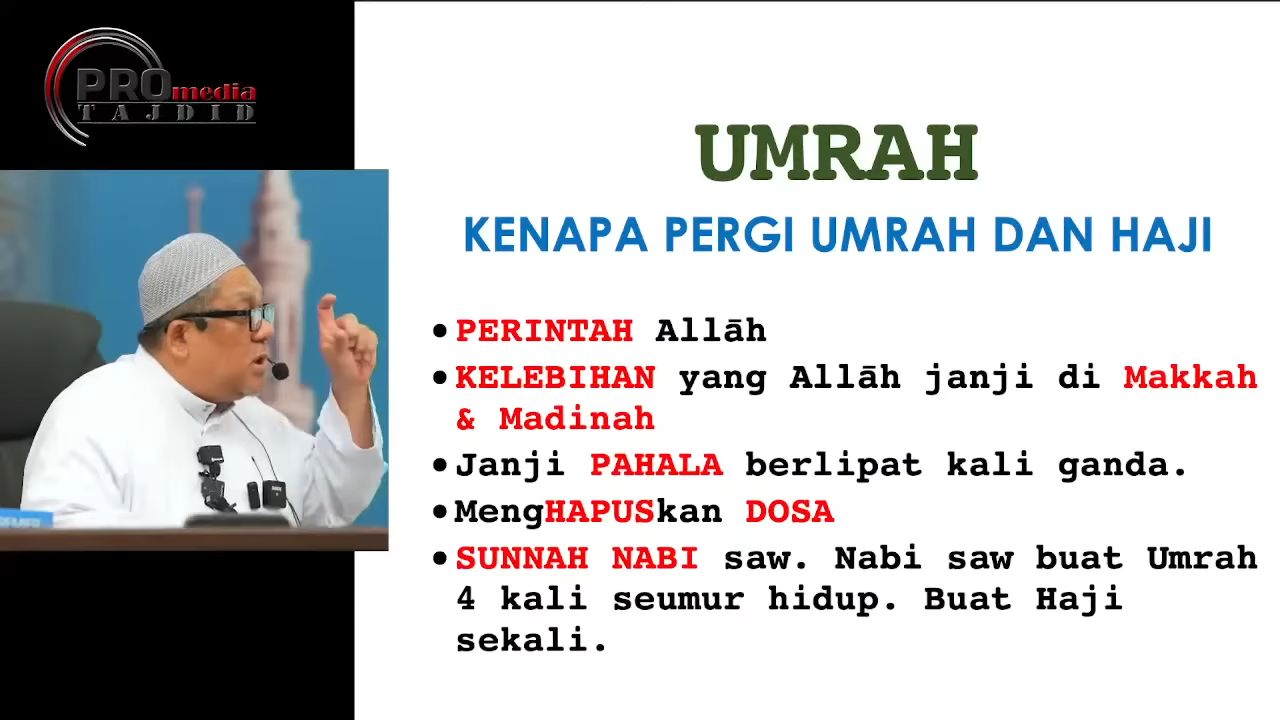 PROmedia
TAJDID
UMRAH
KENAPA PERGI UMRAH DAN HAJI
•PERINTAH Allāh
•KELEBIHAN yang Allāh janji di Makkah
& Madinah
•Janji PAHALA berlipat kali ganda.
•MengHAPUSkan DOSA
•SUNNAH NABI saw. Nabi saw buat Umrah
4 kali seumur hidup. Buat Haji
sekali.